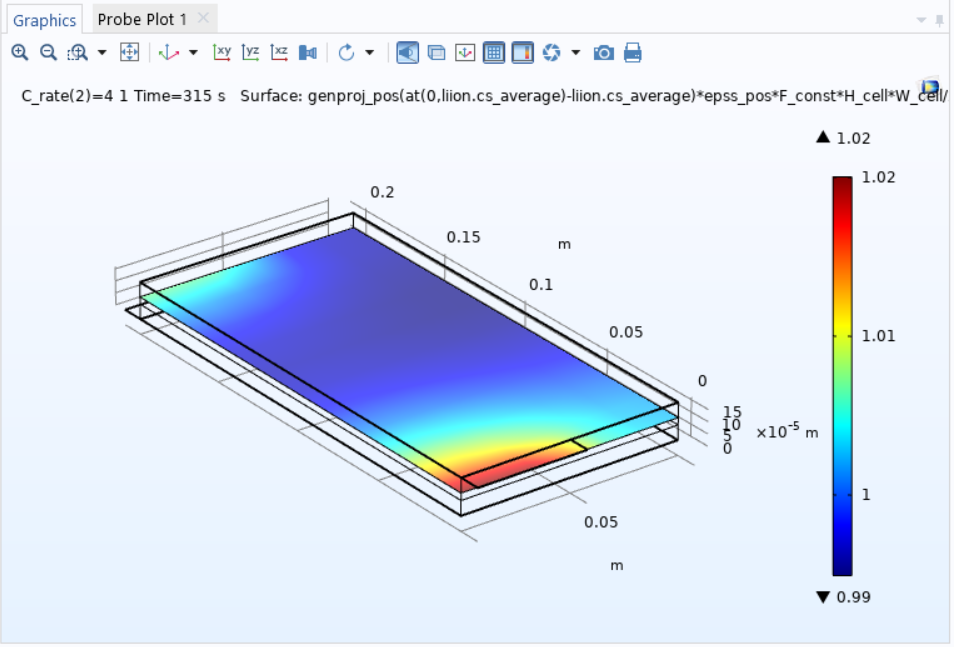 Graphics Probe Plot 1
xy yz xz
C_rate(2)=4 1 Time=315 s Surface: genproj_pos(at(0,liion.cs_average)-liion.cs_average)*epss_pos*F_const*H_cell*W_cell/
1.02
0.2
1.02
0.15
m
0.1
0.05
1.01
0
15
10
5
0
×10⁻⁵ m
1
0.05
m
0.99